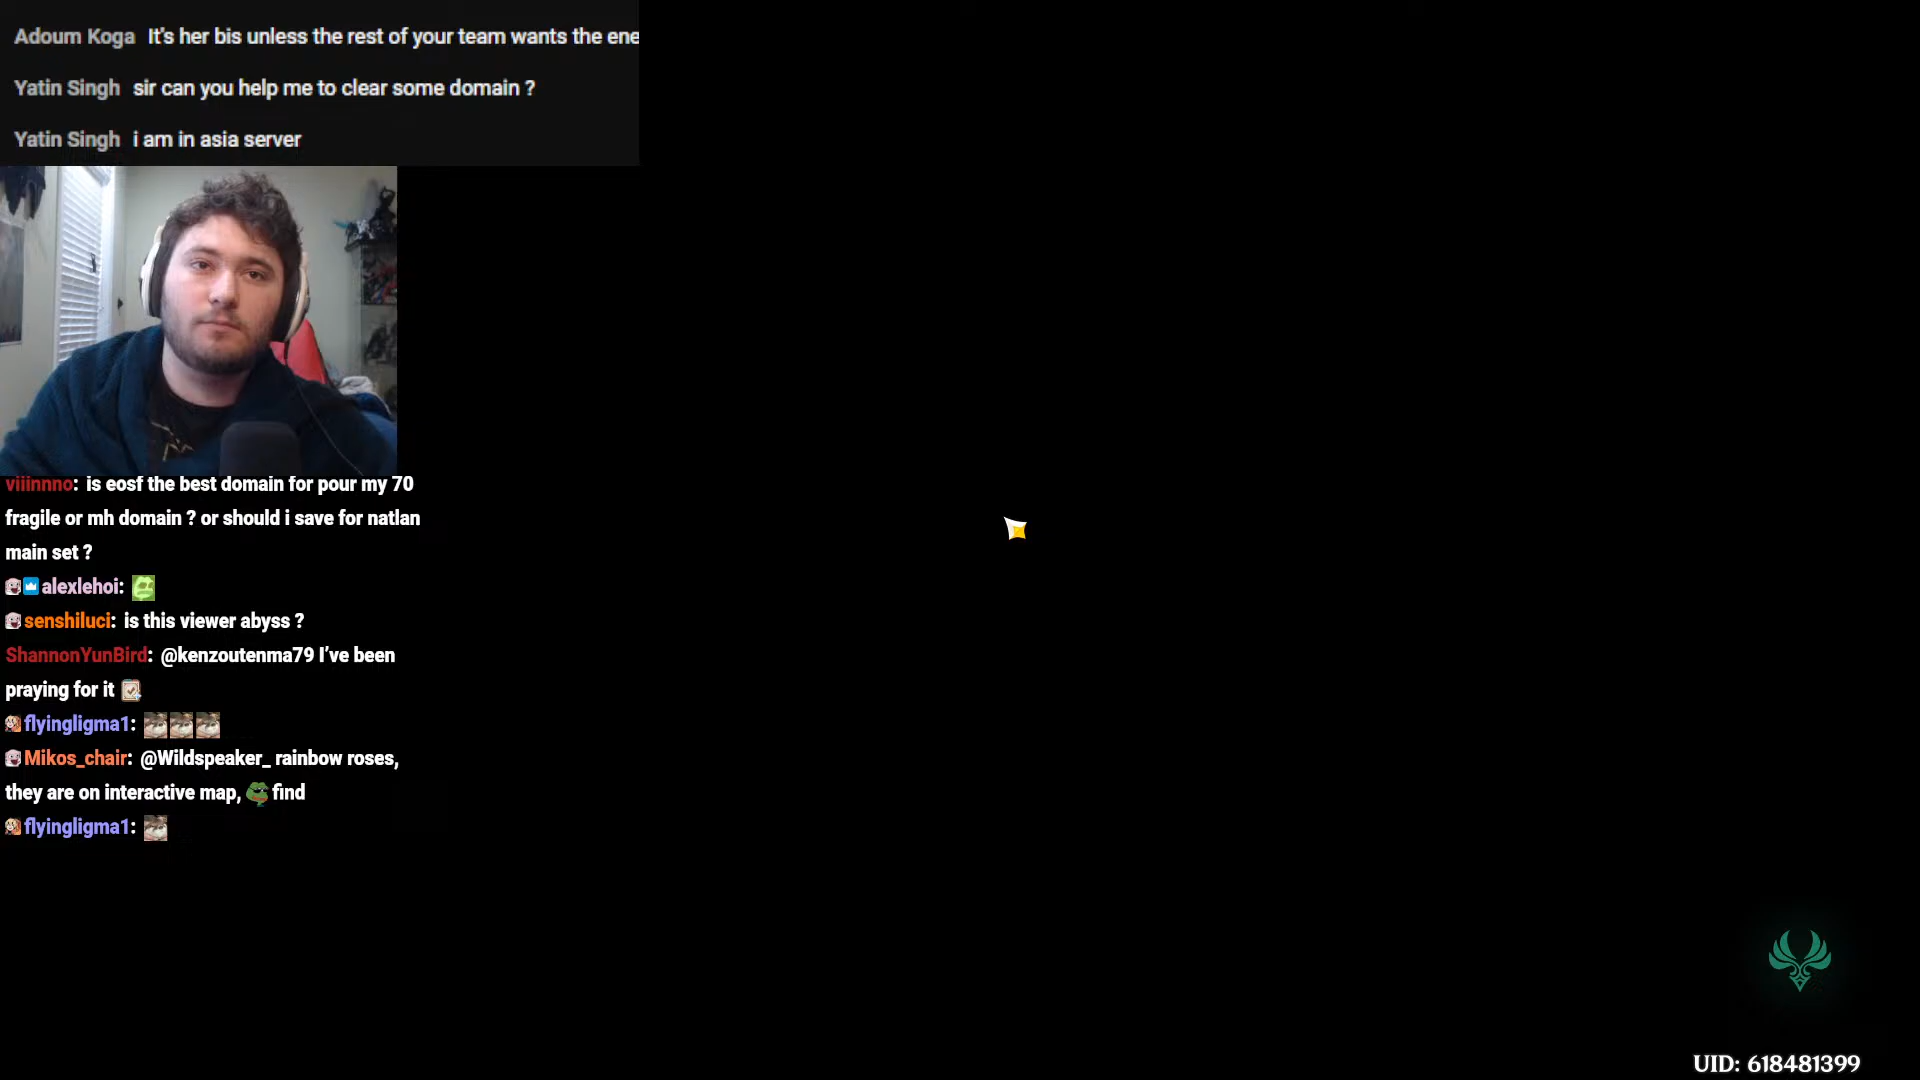 Adoum Koga It's her bis unless the rest of your team wants the ene
Yatin Singh sir can you help me to clear some domain ?
Yatin Singh i am in asia server
viiinnno: is eosf the best domain for pour my 70
fragile or mh domain ? or should i save for natlan
main set ?
alexlehoi:
senshiluci: is this viewer abyss ?
ShannonYunBird: @kenzoutenma79 I've been
praying for it
flyingligma1:
Mikos_chair: @Wildspeaker_ rainbow roses,
they are on interactive map, find
flyingligma1:
UID: 618481399